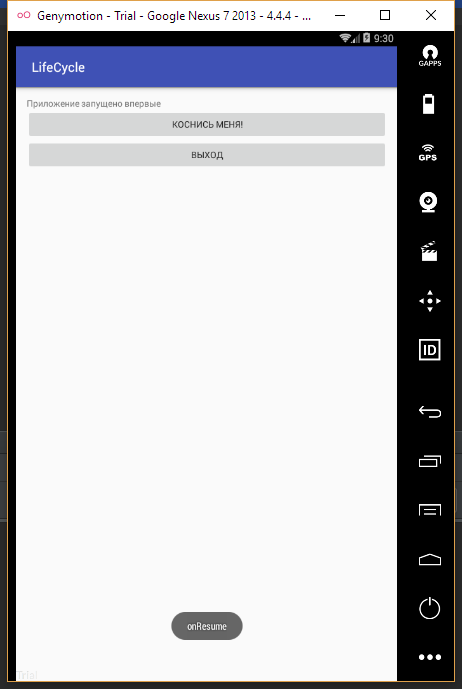 Genymotion - Trial - Google Nexus 7 2013 - 4.4.4 - ...
9:30
GAPPS
LifeCycle
Приложение запущено впервые
КОСНИСЬ МЕНЯ!
ВЫХОД
GPS
ID
onResume
Trial